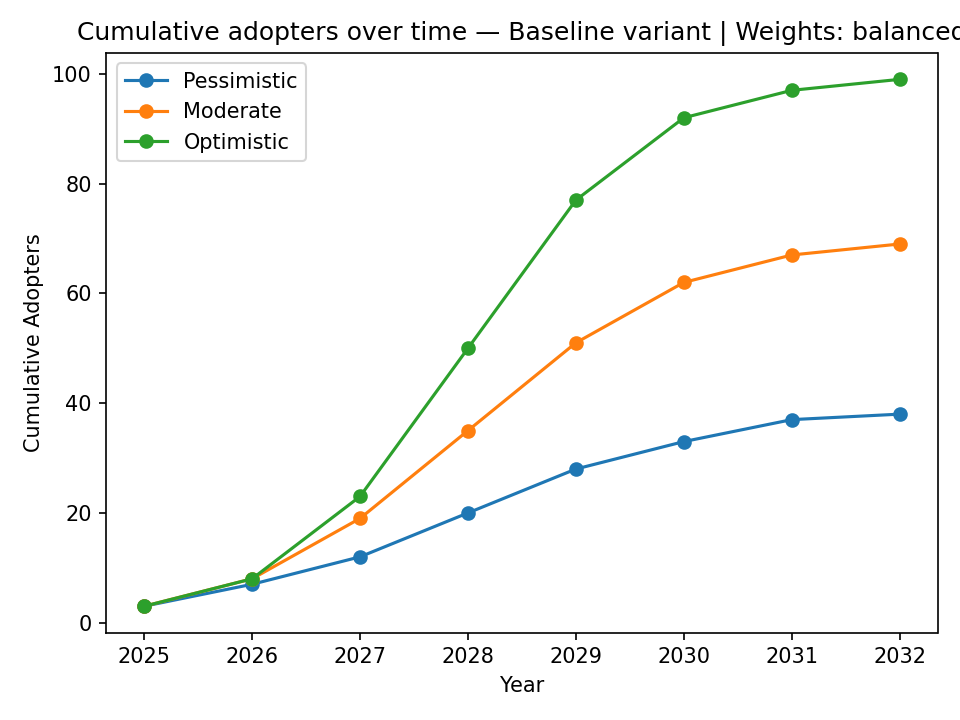 Cumulative adopters over time — Baseline variant | Weights: balanced
Pessimistic
Moderate
Optimistic
Cumulative Adopters
100
80
60
40
20
0
2025 2026 2027 2028 2029 2030 2031 2032
Year